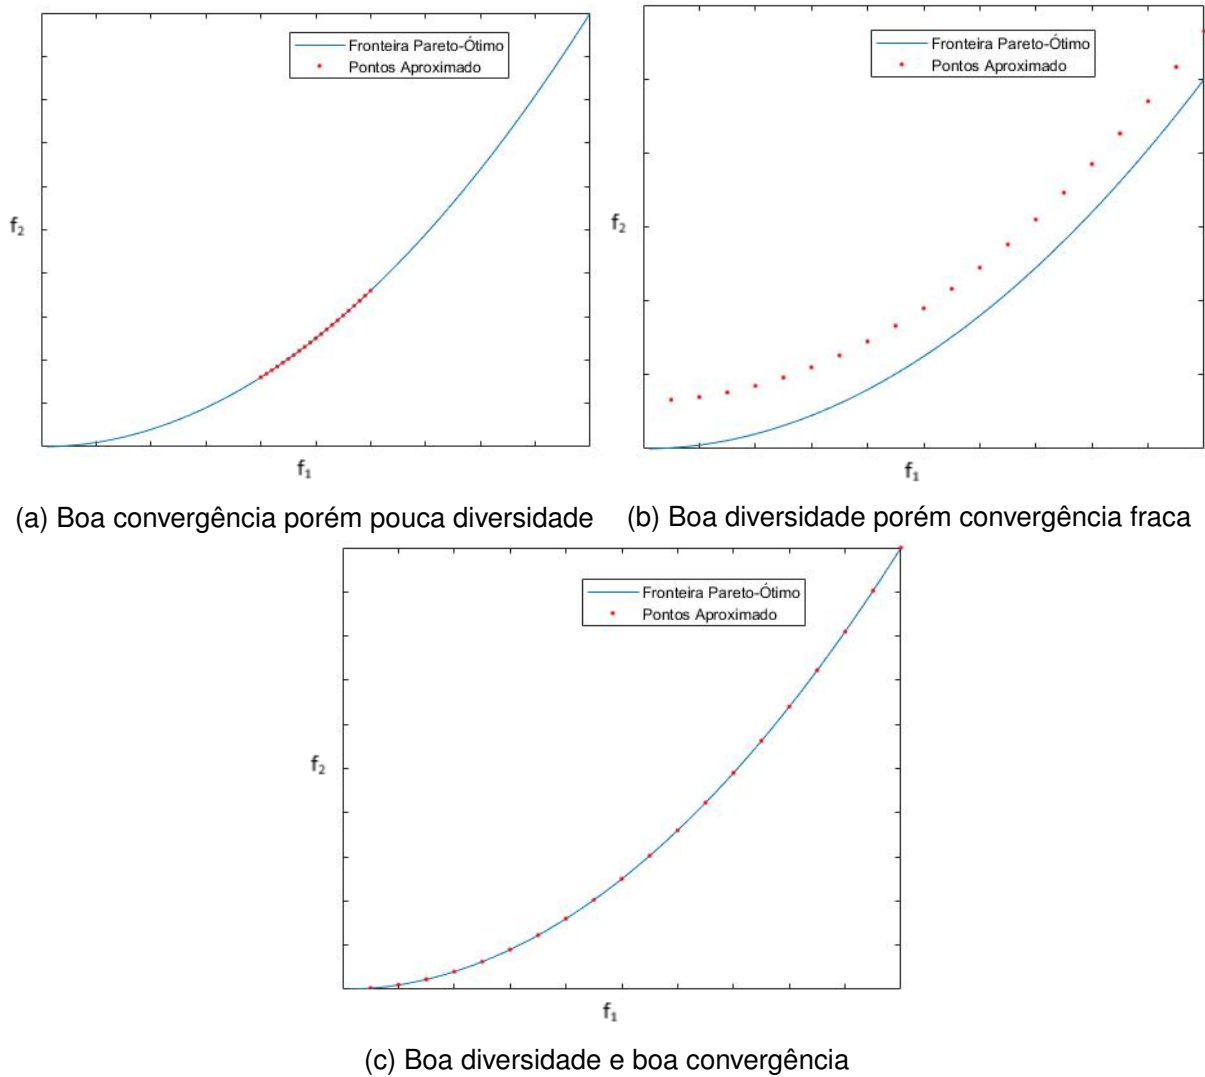 Fronteira Pareto-Ótimo
Pontos Aproximado
f₂
f₁
(a) Boa convergência porém pouca diversidade
Fronteira Pareto-Ótimo
Pontos Aproximado
f₂
f₁
(b) Boa diversidade porém convergência fraca
Fronteira Pareto-Ótimo
Pontos Aproximado
f₂
f₁
(c) Boa diversidade e boa convergência